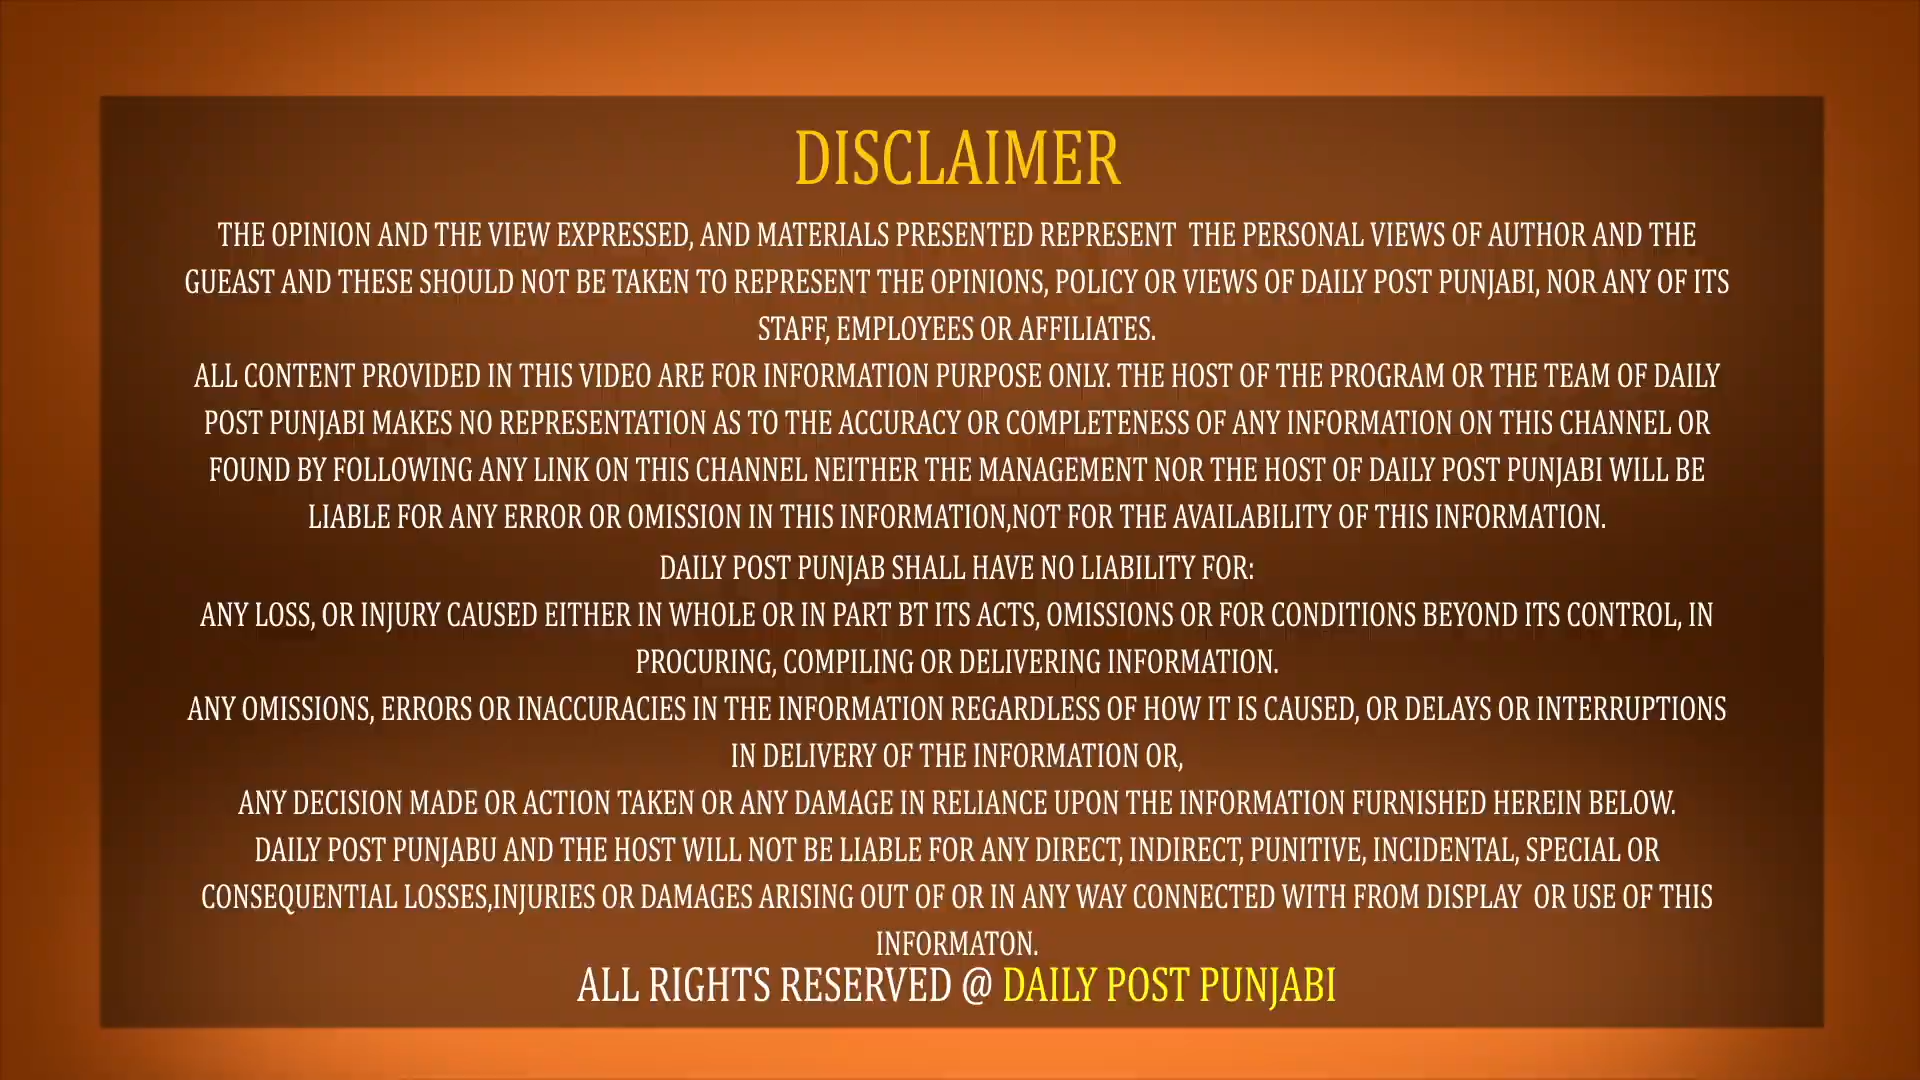 DISCLAIMER
THE OPINION AND THE VIEW EXPRESSED, AND MATERIALS PRESENTED REPRESENT THE PERSONAL VIEWS OF AUTHOR AND THE
GUEAST AND THESE SHOULD NOT BE TAKEN TO REPRESENT THE OPINIONS, POLICY OR VIEWS OF DAILY POST PUNJABI, NOR ANY OF ITS
STAFF, EMPLOYEES OR AFFILIATES.
ALL CONTENT PROVIDED IN THIS VIDEO ARE FOR INFORMATION PURPOSE ONLY. THE HOST OF THE PROGRAM OR THE TEAM OF DAILY
POST PUNJABI MAKES NO REPRESENTATION AS TO THE ACCURACY OR COMPLETENESS OF ANY INFORMATION ON THIS CHANNEL OR
FOUND BY FOLLOWING ANY LINK ON THIS CHANNEL NEITHER THE MANAGEMENT NOR THE HOST OF DAILY POST PUNJABI WILL BE
LIABLE FOR ANY ERROR OR OMISSION IN THIS INFORMATION,NOT FOR THE AVAILABILITY OF THIS INFORMATION.
DAILY POST PUNJAB SHALL HAVE NO LIABILITY FOR:
ANY LOSS, OR INJURY CAUSED EITHER IN WHOLE OR IN PART BT ITS ACTS, OMISSIONS OR FOR CONDITIONS BEYOND ITS CONTROL, IN
PROCURING, COMPILING OR DELIVERING INFORMATION.
ANY OMISSIONS, ERRORS OR INACCURACIES IN THE INFORMATION REGARDLESS OF HOW IT IS CAUSED, OR DELAYS OR INTERRUPTIONS
IN DELIVERY OF THE INFORMATION OR,
ANY DECISION MADE OR ACTION TAKEN OR ANY DAMAGE IN RELIANCE UPON THE INFORMATION FURNISHED HEREIN BELOW.
DAILY POST PUNJABU AND THE HOST WILL NOT BE LIABLE FOR ANY DIRECT, INDIRECT, PUNITIVE, INCIDENTAL, SPECIAL OR
CONSEQUENTIAL LOSSES,INJURIES OR DAMAGES ARISING OUT OF OR IN ANY WAY CONNECTED WITH FROM DISPLAY OR USE OF THIS
INFORMATON.
ALL RIGHTS RESERVED @ DAILY POST PUNJABI